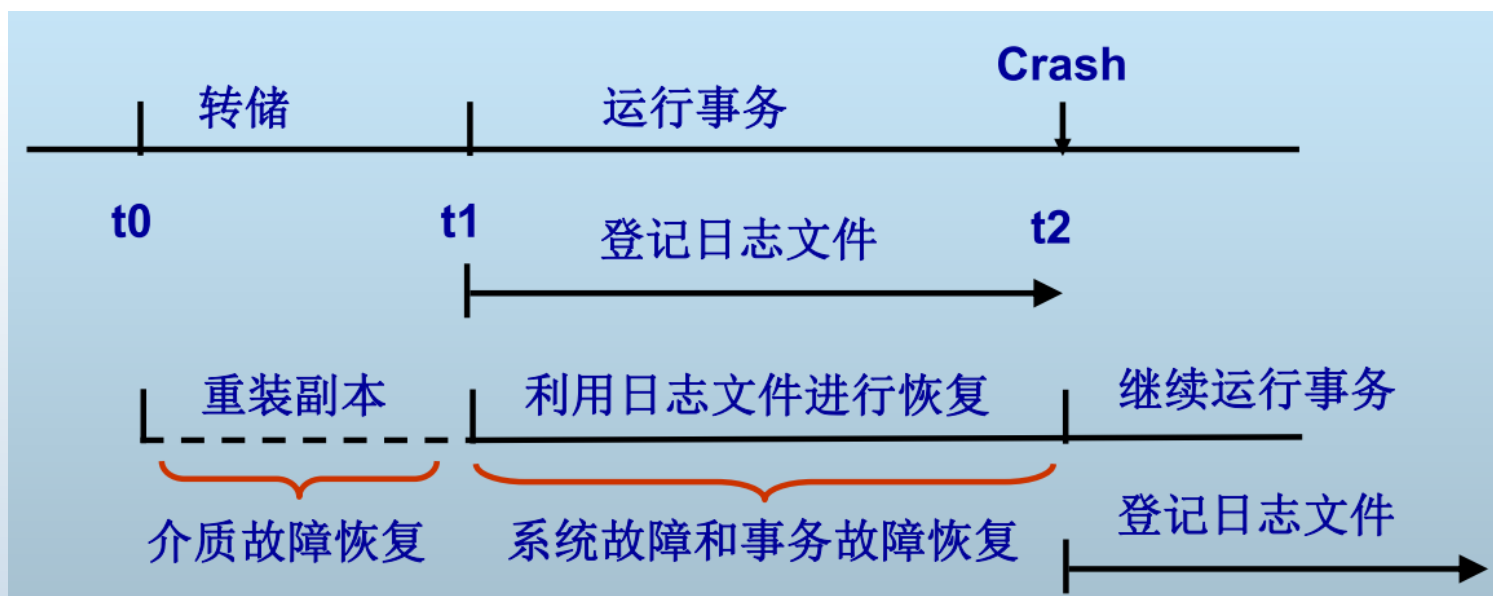 Crash
转储
运行事务
t0
t1
登记日志文件
t2
重装副本
利用日志文件进行恢复
继续运行事务
介质故障恢复
系统故障和事务故障恢复
登记日志文件